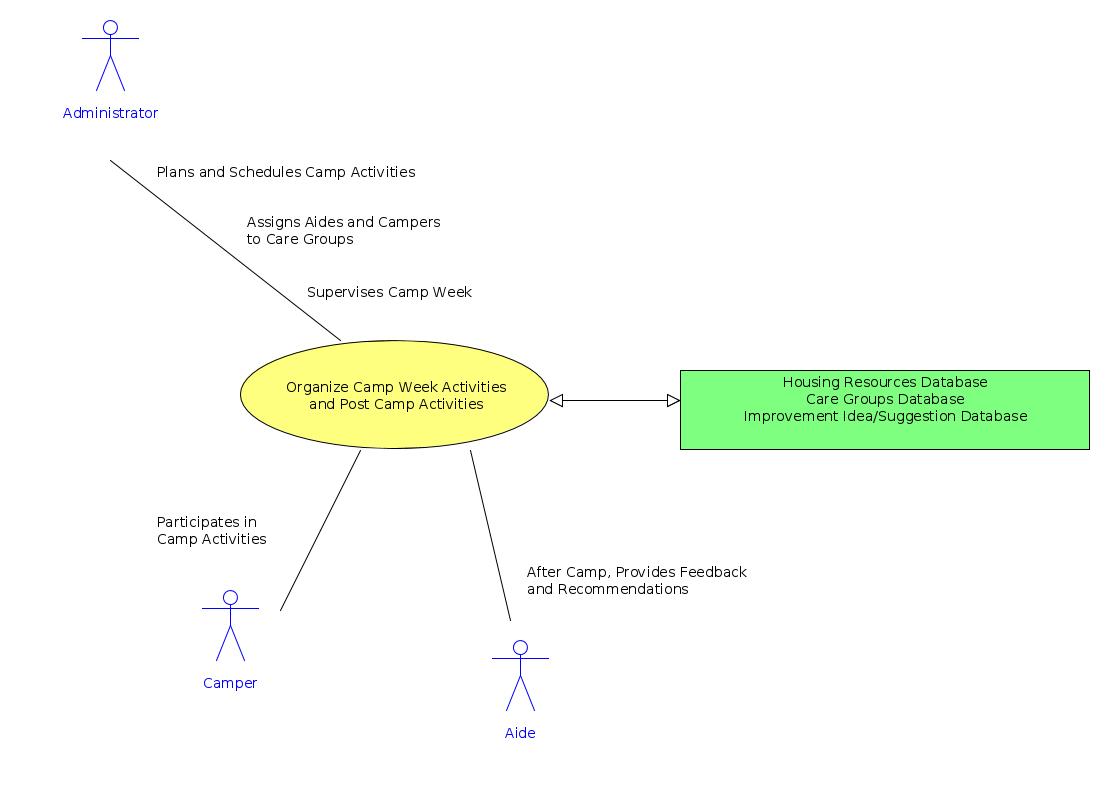 Administrator
Plans and Schedules Camp Activities
Assigns Aides and Campers
to Care Groups
Supervises Camp Week
Organize Camp Week Activities
and Post Camp Activities
Housing Resources Database
Care Groups Database
Improvement Idea/Suggestion Database
Participates in
Camp Activities
After Camp, Provides Feedback
and Recommendations
Camper
Aide